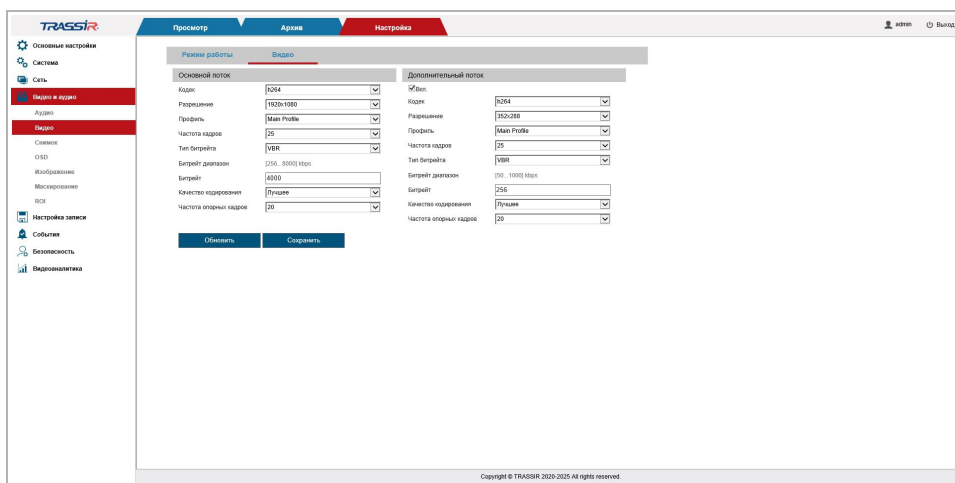 TRASSIR
Просмотр
Архив
Настройка
admin
Выход
Основные настройки
Система
Сеть
Видео и аудио
Аудио
Видео
Снимок
OSD
Изображение
Маскирование
ROI
Настройка записи
События
Безопасность
Видеоаналитика
Режим работы
Видео
Основной поток
Кодек h264
Разрешение 1920x1080
Профиль Main Profile
Частота кадров 25
Тип битрейта VBR
Битрейт диапазон [256...8000] kbps
Битрейт 4000
Качество кодирования Лучшее
Частота опорных кадров 20
Дополнительный поток
Вкл.
Кодек h264
Разрешение 352x288
Профиль Main Profile
Частота кадров 25
Тип битрейта VBR
Битрейт диапазон [50...1000] kbps
Битрейт 256
Качество кодирования Лучшее
Частота опорных кадров 20
Обновить
Сохранить
Copyright © TRASSIR 2020-2025 All rights reserved.